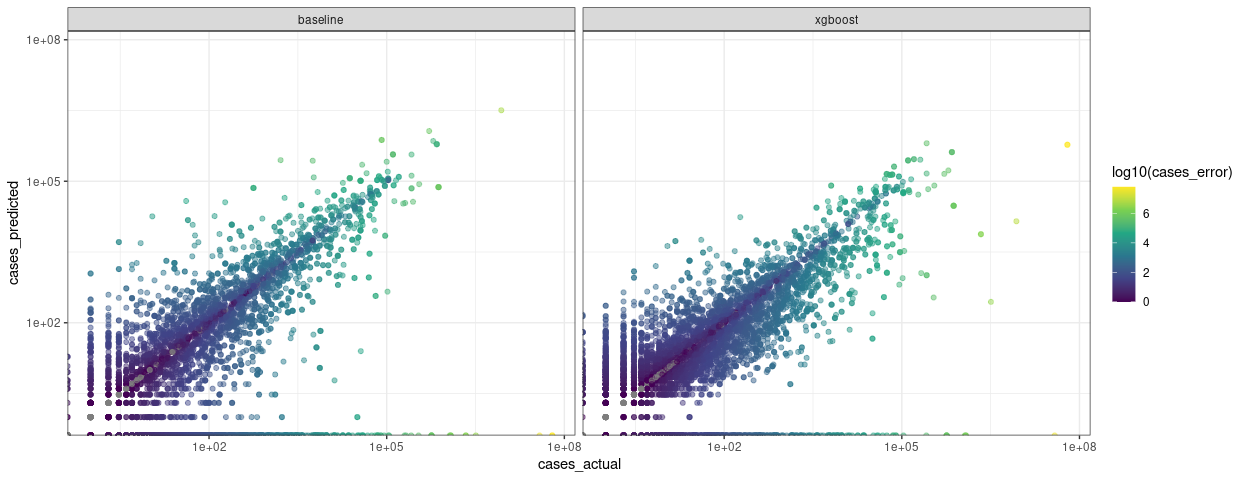 baseline
xgboost
cases_predicted
1e+08
1e+05
1e+02
1e+02
1e+05
1e+08
1e+02
1e+05
1e+08
cases_actual
log10(cases_error)
6
4
2
0